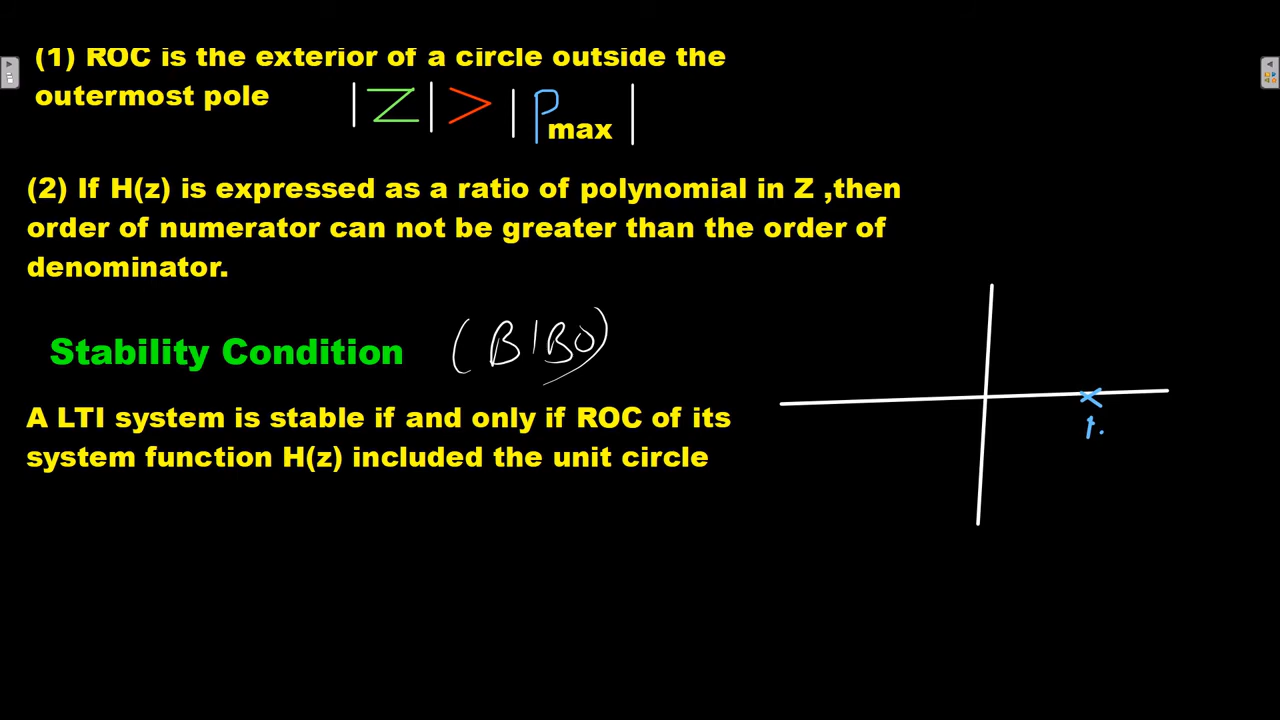 (1) ROC is the exterior of a circle outside the
outermost pole |Z| > |Pmax|
(2) If H(z) is expressed as a ratio of polynomial in Z ,then
order of numerator can not be greater than the order of
denominator.
Stability Condition (BIBO)
A LTI system is stable if and only if ROC of its
system function H(z) included the unit circle
1.